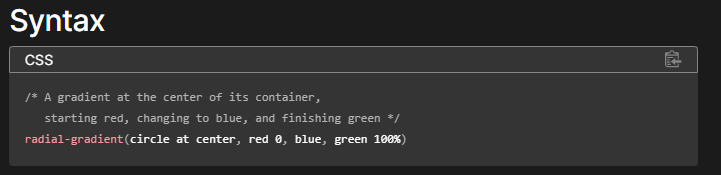 Syntax
CSS
/* A gradient at the center of its container,
   starting red, changing to blue, and finishing green */
radial-gradient(circle at center, red 0, blue, green 100%)